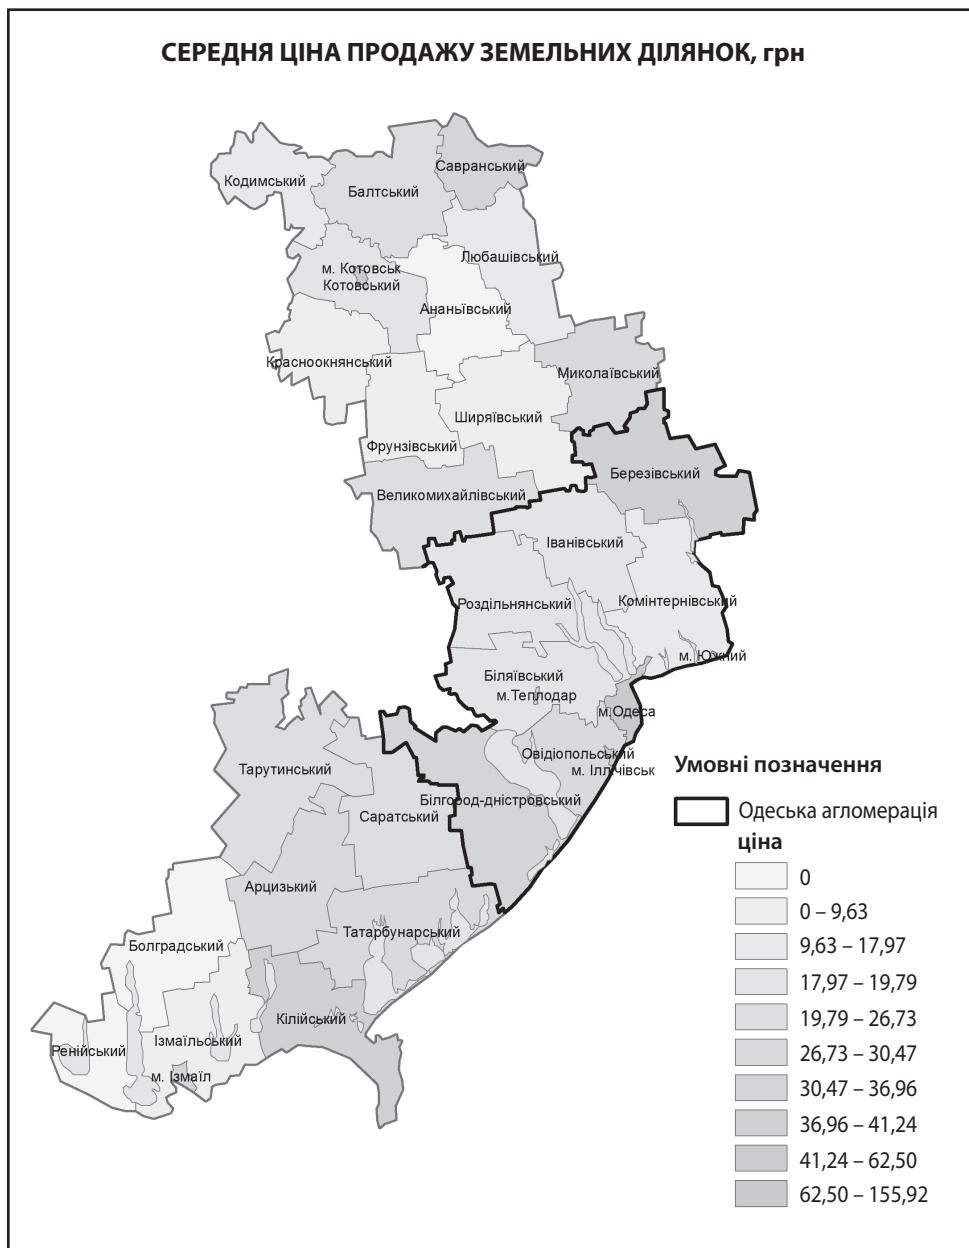 СЕРЕДНЯ ЦІНА ПРОДАЖУ ЗЕМЕЛЬНИХ ДІЛЯНОК, грн
Савранський
Кодимський
Балтський
Любашівський
м. Котовськ
Котовський
Ананьївський
Красноокнянський
Миколаївський
Ширяївський
Фрунзівський
Березівський
Великомихайлівський
Іванівський
Роздільнянський
Комінтернівський
м. Южний
Біляївський
м.Теплодар
м.Одеса
Овідіопольський
м. Іллічівськ
Тарутинський
Білгород-дністровський
Саратський
Арцизький
Татарбунарський
Болградський
Кілійський
Ізмаїльський
Ренійський
м. Ізмаїл
Умовні позначення
Одеська агломерація
ціна
0
0 – 9,63
9,63 – 17,97
17,97 – 19,79
19,79 – 26,73
26,73 – 30,47
30,47 – 36,96
36,96 – 41,24
41,24 – 62,50
62,50 – 155,92